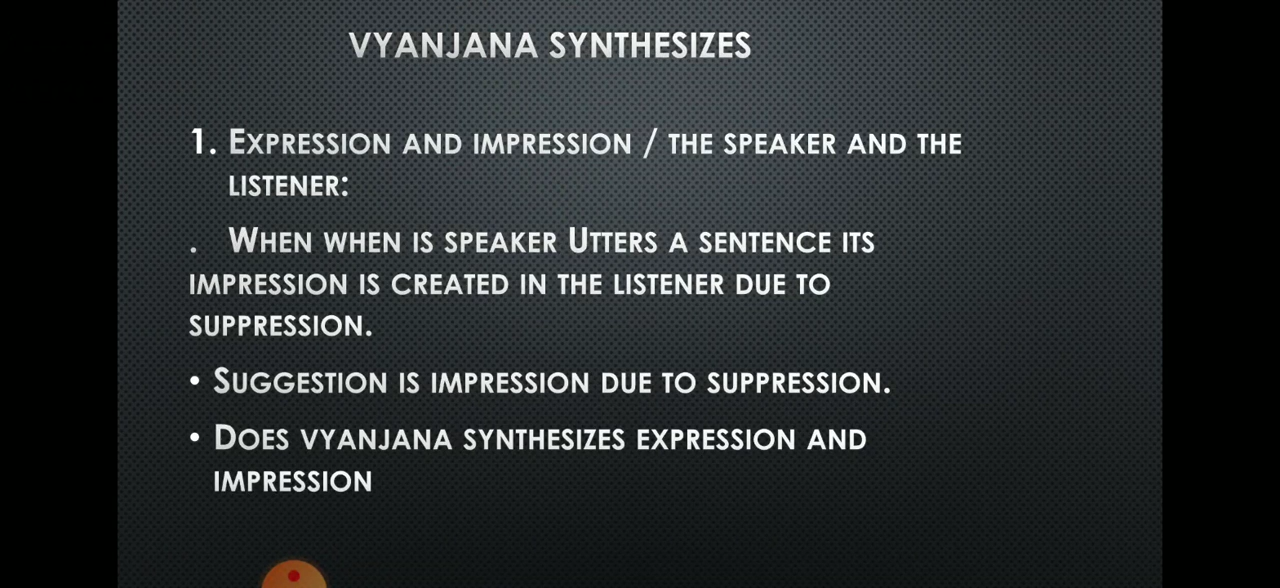 VYANJANA SYNTHESIZES
1. EXPRESSION AND IMPRESSION / THE SPEAKER AND THE
LISTENER:
. WHEN WHEN IS SPEAKER UTTERS A SENTENCE ITS
IMPRESSION IS CREATED IN THE LISTENER DUE TO
SUPPRESSION.
• SUGGESTION IS IMPRESSION DUE TO SUPPRESSION.
• DOES VYANJANA SYNTHESIZES EXPRESSION AND
IMPRESSION